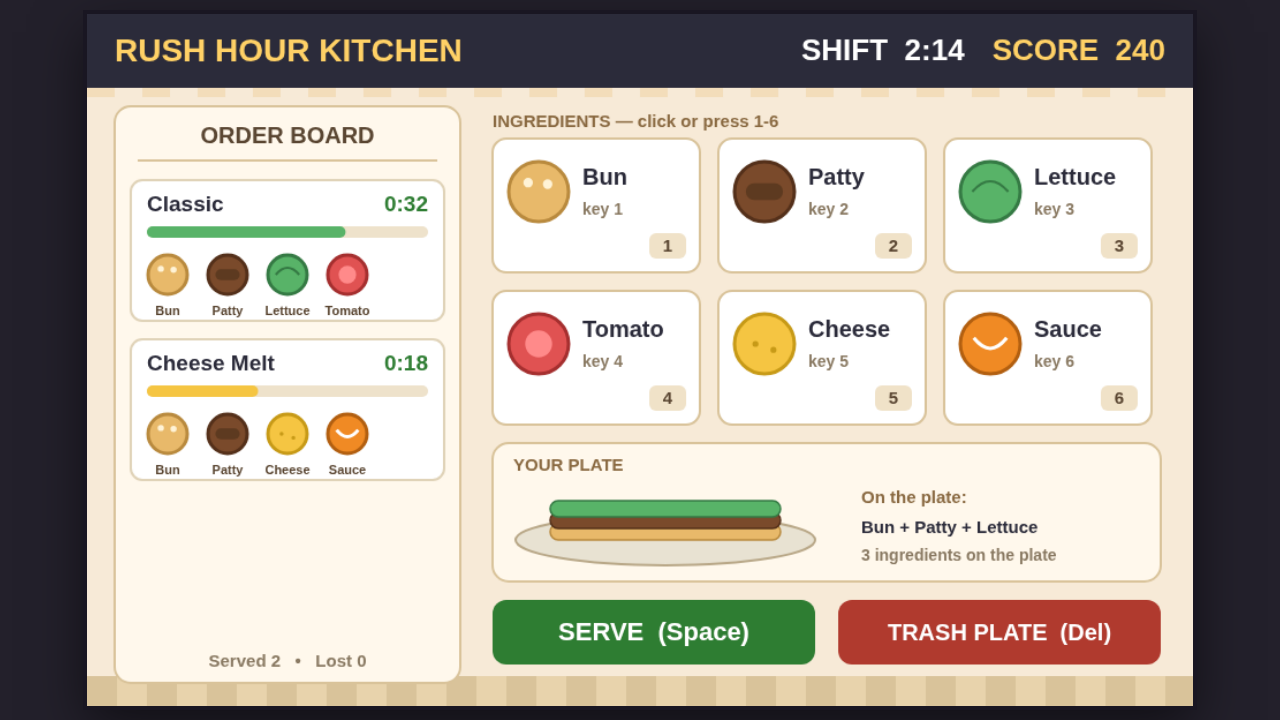 RUSH HOUR KITCHEN
SHIFT 2:14 SCORE 240
ORDER BOARD
Classic 0:32
Bun Patty Lettuce Tomato
Cheese Melt 0:18
Bun Patty Cheese Sauce
Served 2 • Lost 0
INGREDIENTS — click or press 1-6
Bun
key 1
1
Patty
key 2
2
Lettuce
key 3
3
Tomato
key 4
4
Cheese
key 5
5
Sauce
key 6
6
YOUR PLATE
On the plate:
Bun + Patty + Lettuce
3 ingredients on the plate
SERVE (Space)
TRASH PLATE (Del)